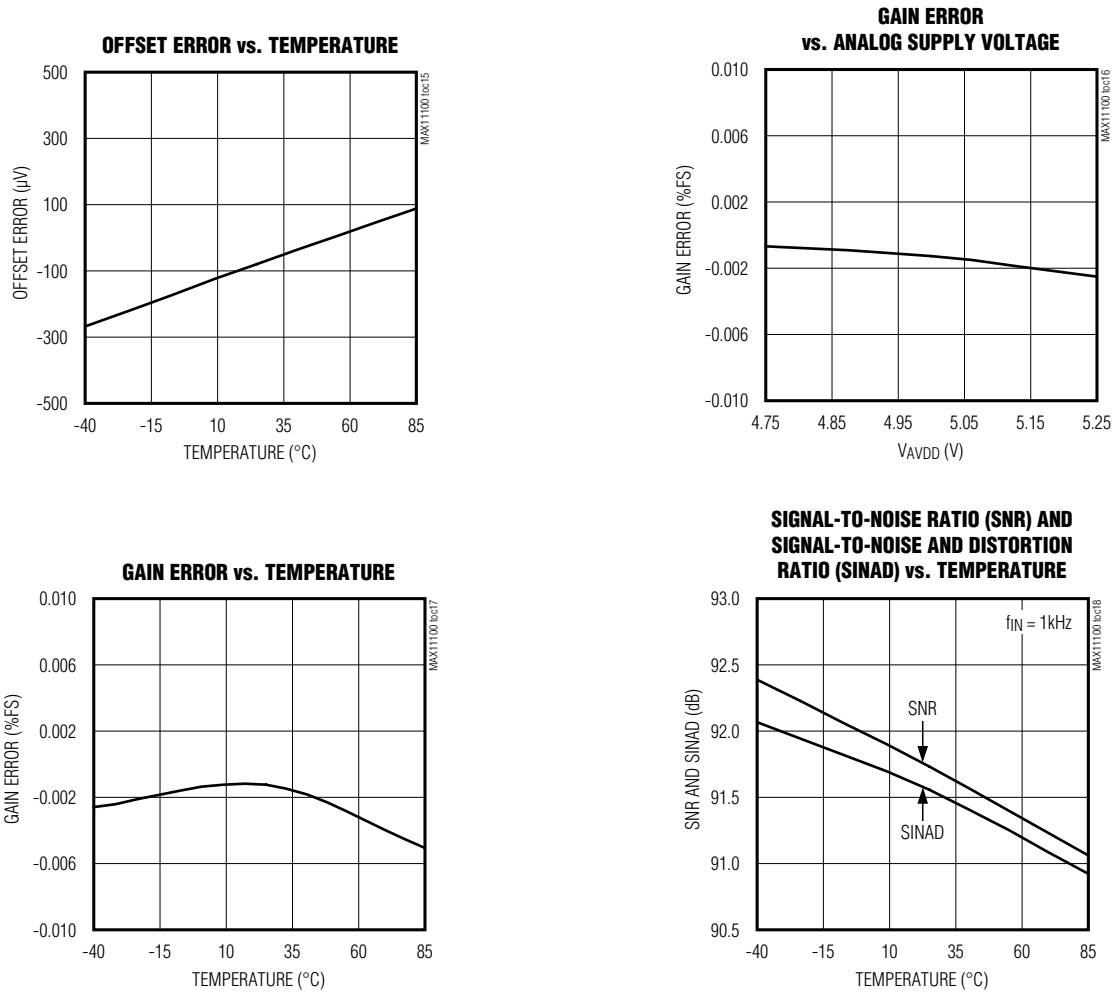 OFFSET ERROR vs. TEMPERATURE
500
300
100
-100
-300
-500
OFFSET ERROR (µV)
-40 -15 10 35 60 85
TEMPERATURE (°C)
MAX11100 toc15
GAIN ERROR
vs. ANALOG SUPPLY VOLTAGE
0.010
0.006
0.002
-0.002
-0.006
-0.010
GAIN ERROR (%FS)
4.75 4.85 4.95 5.05 5.15 5.25
VAVDD (V)
MAX11100 toc16
GAIN ERROR vs. TEMPERATURE
0.010
0.006
0.002
-0.002
-0.006
-0.010
GAIN ERROR (%FS)
-40 -15 10 35 60 85
TEMPERATURE (°C)
MAX11100 toc17
SIGNAL-TO-NOISE RATIO (SNR) AND
SIGNAL-TO-NOISE AND DISTORTION
RATIO (SINAD) vs. TEMPERATURE
93.0
92.5
92.0
91.5
91.0
90.5
SNR AND SINAD (dB)
fIN = 1kHz
SNR
SINAD
-40 -15 10 35 60 85
TEMPERATURE (°C)
MAX11100 toc18